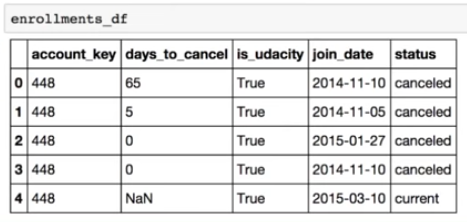 enrollments_df
account_key days_to_cancel is_udacity join_date status
0 448 65 True 2014-11-10 canceled
1 448 5 True 2014-11-05 canceled
2 448 0 True 2015-01-27 canceled
3 448 0 True 2014-11-10 canceled
4 448 NaN True 2015-03-10 current